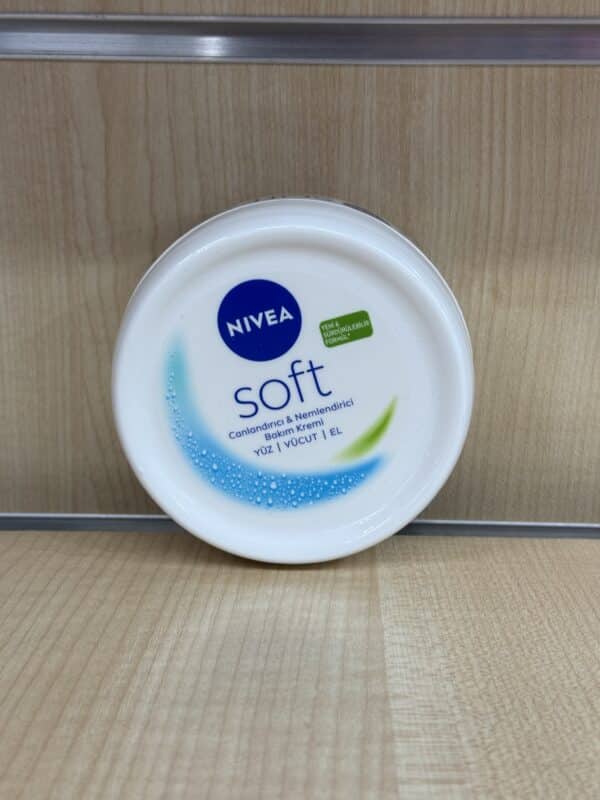 NIVEA
YENİ &
SÜRDÜRÜLEBİLİR
FORMÜL*
soft
Canlandırıcı & Nemlendirici
Bakım Kremi
YÜZ | VÜCUT | EL